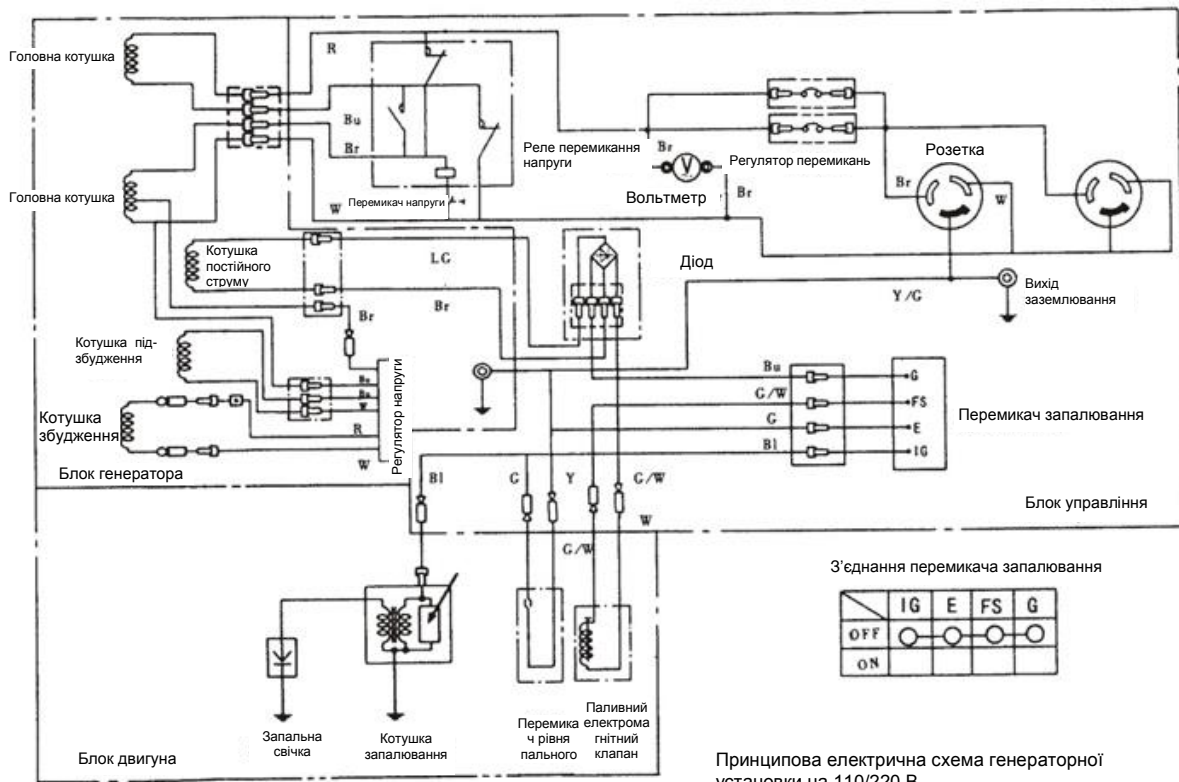 Головна котушка
R
Bu
Br
Реле перемикання
напруги
Br
Вольтметр
Br
Регулятор перемикань
Розетка
Br
W
Головна котушка
W
Перемикач напруги
Котушка
постійного
струму
LG
Br
Br
Діод
Y/G
Вихід
заземлювання
Котушка під-
збудження
Котушка
збудження
Регулятор напруги
W
R
W
Блок генератора
Bu
G/W
G
Bl
G
FS
E
IG
Перемикач запалювання
Блок управління
Bl
G
Y
G/W
W
G/W
З’єднання перемикача запалювання
IG E FS G
OFF
ON
Запальна
свічка
Котушка
запалювання
Перемика
ч рівня
пального
Паливний
електрома
гнітний
клапан
Блок двигуна
Принципова електрична схема генераторної
установки на 110/220 В